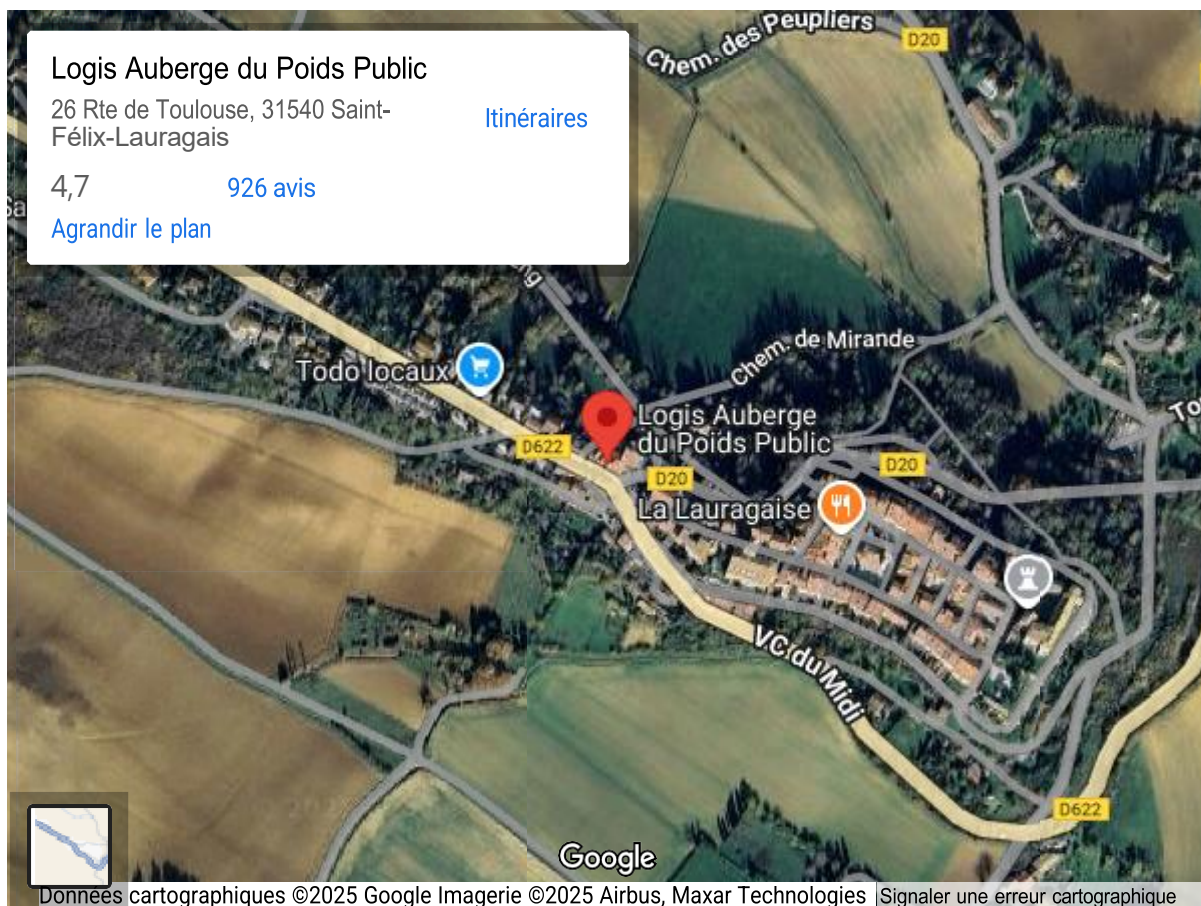 Logis Auberge du Poids Public
26 Rte de Toulouse, 31540 Saint-
Félix-Lauragais
Itinéraires
4,7
926 avis
Agrandir le plan
Chem. des Peupliers
D20
Chem. de Mirande
Todo locaux
Logis Auberge
du Poids Public
D622
D20
D20
La Lauragaise
V.C. du Midi
D622
Google
Données cartographiques ©2025 Google Imagerie ©2025 Airbus, Maxar Technologies
Signaler une erreur cartographique